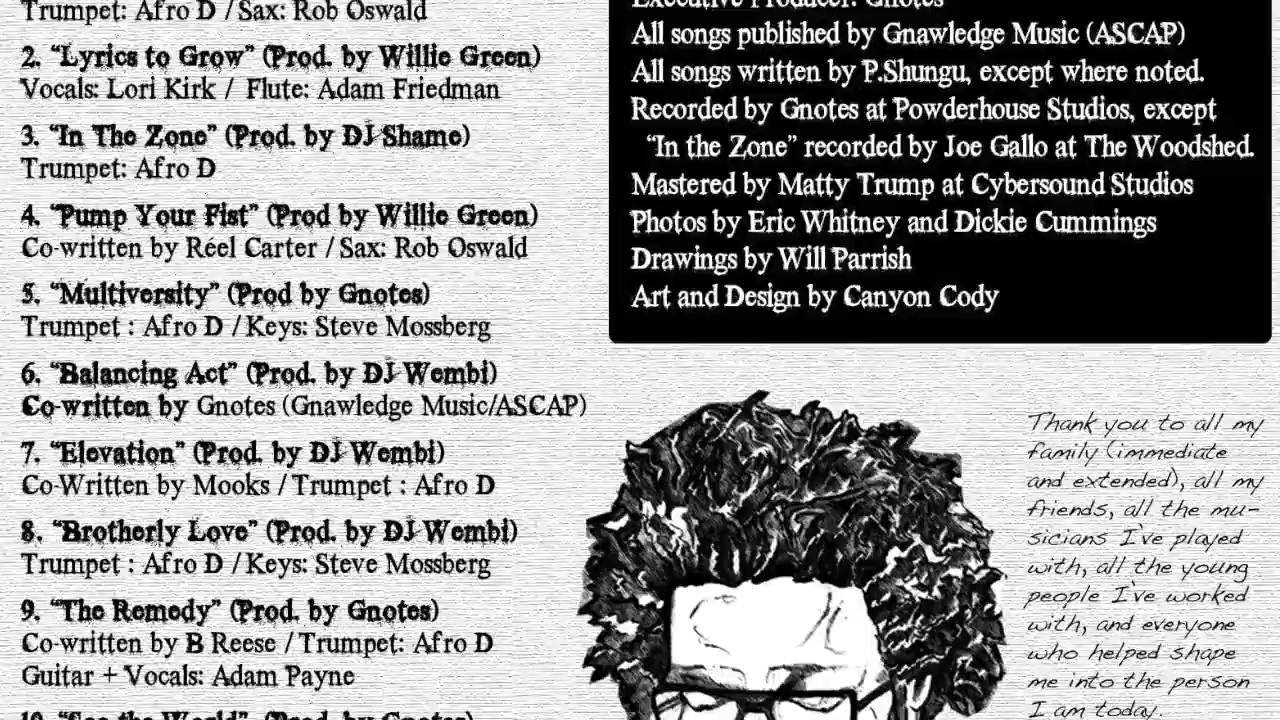 Trumpet: Afro D / Sax: Rob Oswald
2. “Lyrics to Grow” (Prod. by Willie Green)
Vocals: Lori Kirk / Flute: Adam Friedman
3. “In The Zone” (Prod. by DJ Shame)
Trumpet: Afro D
4. “Pump Your Fist” (Prod by Willie Green)
Co-written by Reel Carter / Sax: Rob Oswald
5. “Multiversity” (Prod by Gnotes)
Trumpet : Afro D / Keys: Steve Mossberg
6. “Balancing Act” (Prod. by DJ Wembi)
Co-written by Gnotes (Gnawledge Music/ASCAP)
7. “Elevation” (Prod. by DJ Wembi)
Co-Written by Mooks / Trumpet : Afro D
8. “Brotherly Love” (Prod. by DJ Wembi)
Trumpet : Afro D / Keys: Steve Mossberg
9. “The Remedy” (Prod. by Gnotes)
Co-written by B Reese / Trumpet: Afro D
Guitar + Vocals: Adam Payne
10. “See the World” (Prod. by Gnotes)
Executive Producer: Gnotes
All songs published by Gnawledge Music (ASCAP)
All songs written by P.Shungu, except where noted.
Recorded by Gnotes at Powderhouse Studios, except
“In the Zone” recorded by Joe Gallo at The Woodshed.
Mastered by Matty Trump at Cybersound Studios
Photos by Eric Whitney and Dickie Cummings
Drawings by Will Parrish
Art and Design by Canyon Cody
Thank you to all my
family (immediate
and extended), all my
friends, all the mu-
sicians I've played
with, all the young
people I've worked
with, and everyone
who helped shape
me into the person
I am today.